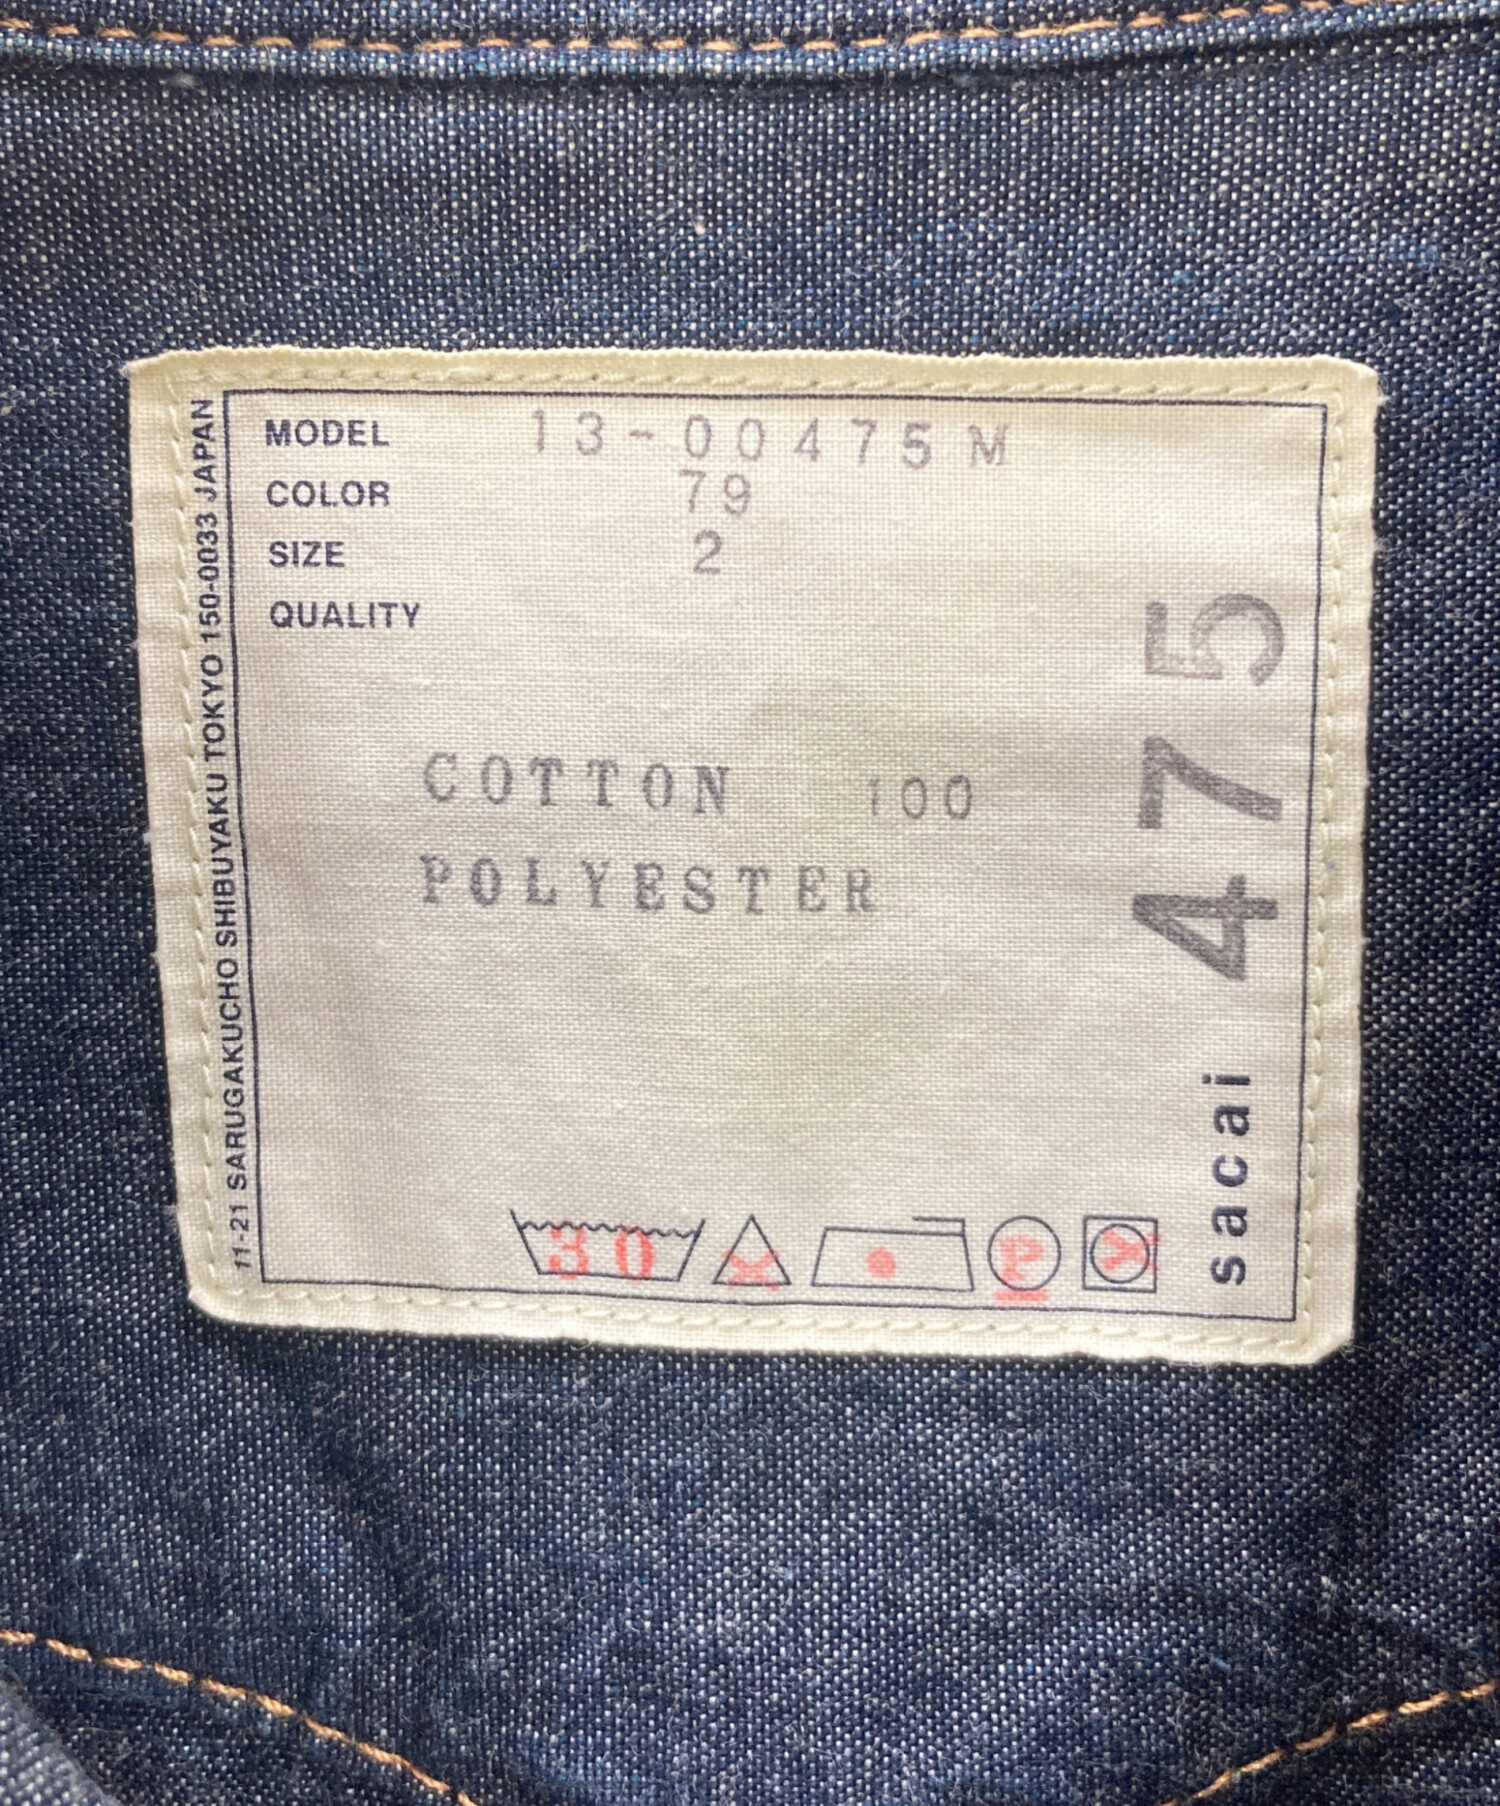 MODEL 13-00475M
COLOR 79
SIZE 2
QUALITY
COTTON 100
POLYESTER
30 X P X
475
sacai
11-21 SARUGAKUCHO SHIBUYAKU TOKYO 150-0033 JAPAN